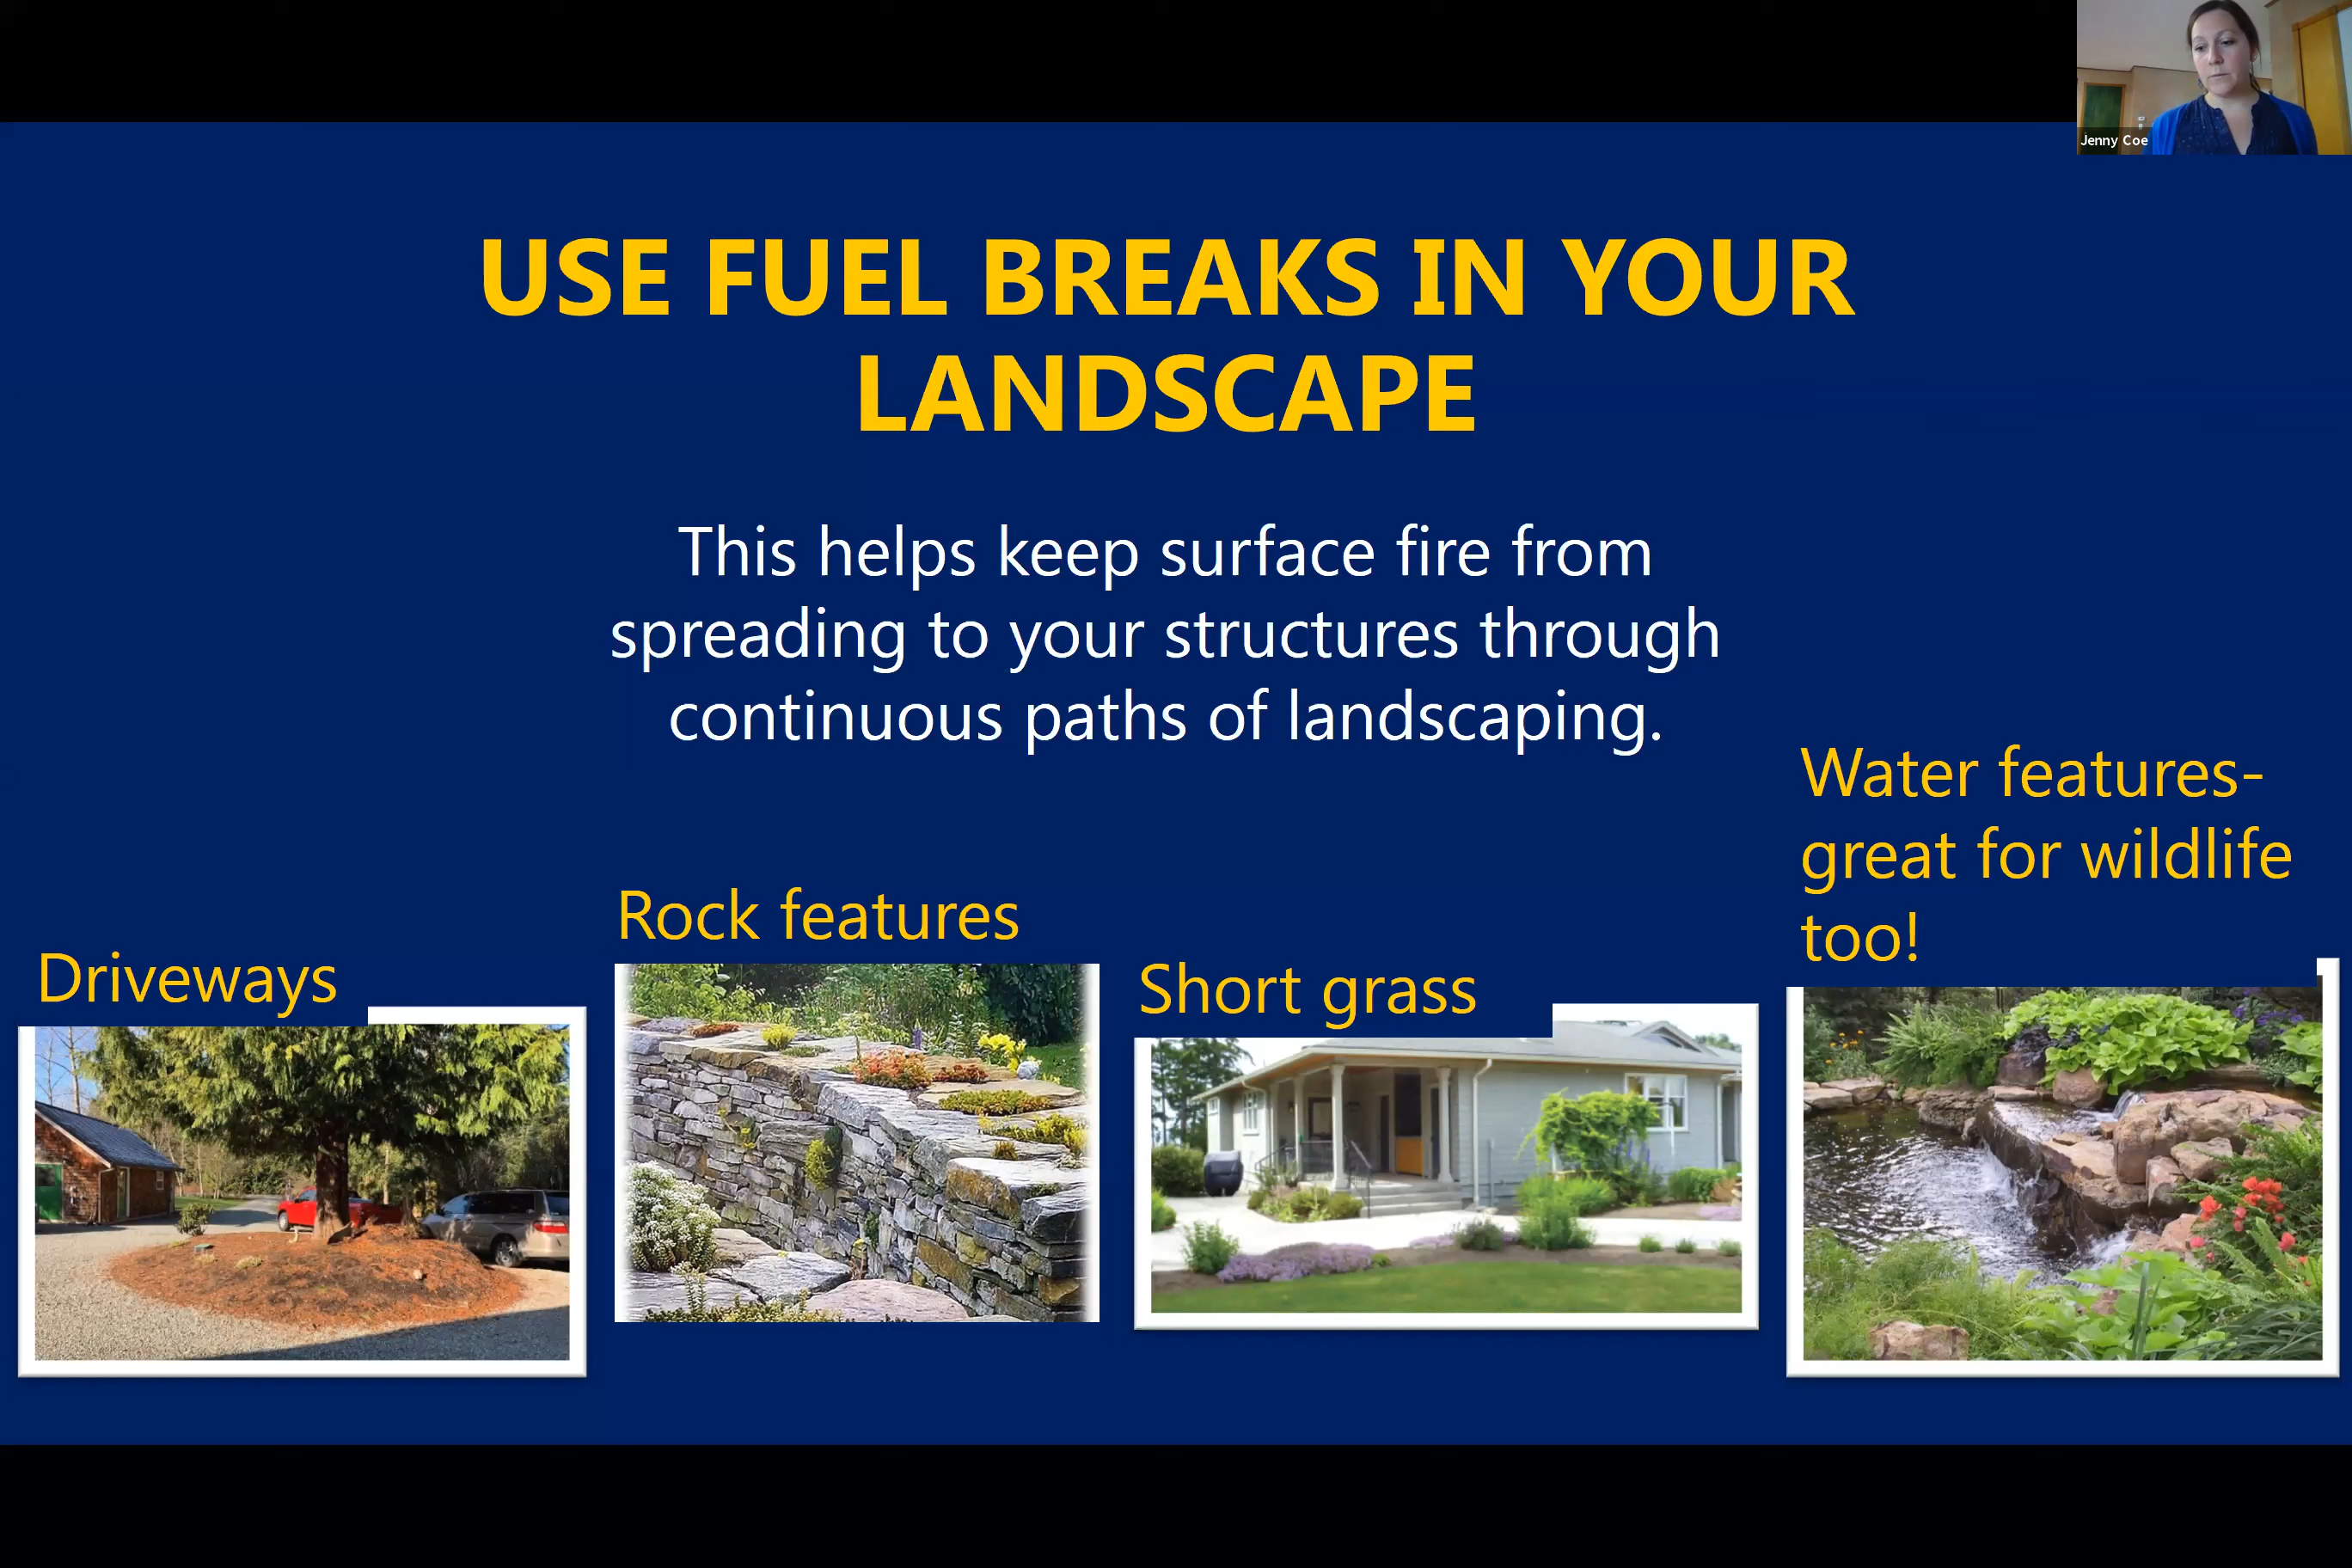 Jenny Coe
USE FUEL BREAKS IN YOUR
LANDSCAPE
This helps keep surface fire from
spreading to your structures through
continuous paths of landscaping.
Driveways
Rock features
Short grass
Water features-
great for wildlife
too!